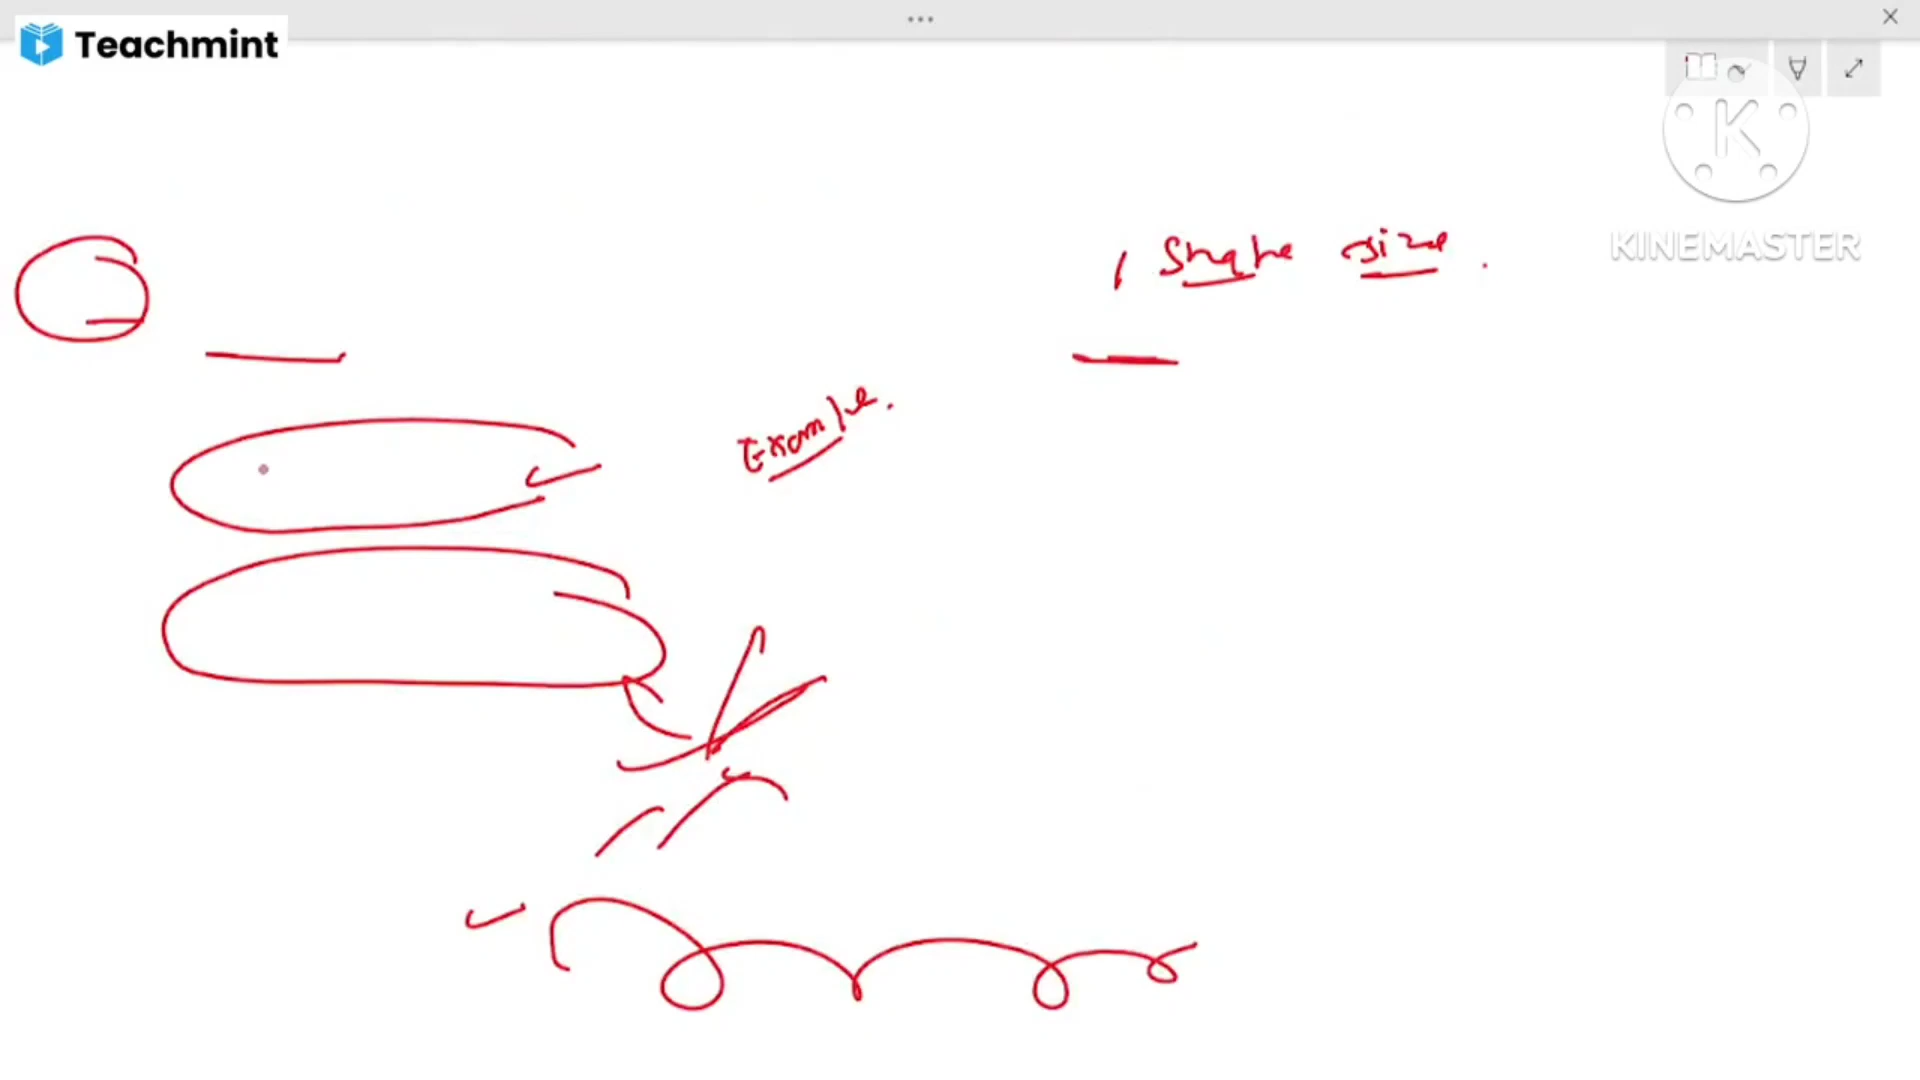 Teachmint
K
KINEMASTER
, Shape size.
Example.